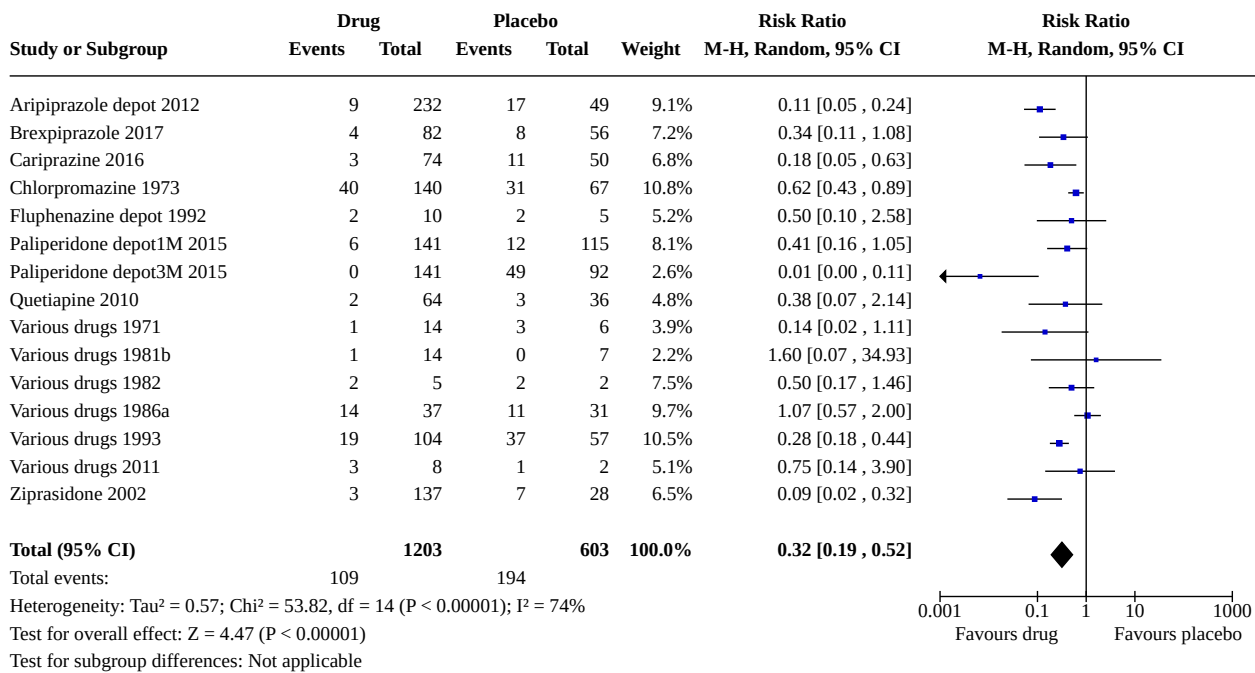 Drug Placebo Risk Ratio Risk Ratio
Study or Subgroup Events Total Events Total Weight M-H, Random, 95% CI M-H, Random, 95% CI
Aripiprazole depot 2012 9 232 17 49 9.1% 0.11 [0.05 , 0.24]
Brexpiprazole 2017 4 82 8 56 7.2% 0.34 [0.11 , 1.08]
Cariprazine 2016 3 74 11 50 6.8% 0.18 [0.05 , 0.63]
Chlorpromazine 1973 40 140 31 67 10.8% 0.62 [0.43 , 0.89]
Fluphenazine depot 1992 2 10 2 5 5.2% 0.50 [0.10 , 2.58]
Paliperidone depot1M 2015 6 141 12 115 8.1% 0.41 [0.16 , 1.05]
Paliperidone depot3M 2015 0 141 49 92 2.6% 0.01 [0.00 , 0.11]
Quetiapine 2010 2 64 3 36 4.8% 0.38 [0.07 , 2.14]
Various drugs 1971 1 14 3 6 3.9% 0.14 [0.02 , 1.11]
Various drugs 1981b 1 14 0 7 2.2% 1.60 [0.07 , 34.93]
Various drugs 1982 2 5 2 2 7.5% 0.50 [0.17 , 1.46]
Various drugs 1986a 14 37 11 31 9.7% 1.07 [0.57 , 2.00]
Various drugs 1993 19 104 37 57 10.5% 0.28 [0.18 , 0.44]
Various drugs 2011 3 8 1 2 5.1% 0.75 [0.14 , 3.90]
Ziprasidone 2002 3 137 7 28 6.5% 0.09 [0.02 , 0.32]
Total (95% CI) 1203 603 100.0% 0.32 [0.19 , 0.52]
Total events: 109 194
Heterogeneity: Tau² = 0.57; Chi² = 53.82, df = 14 (P < 0.00001); I² = 74%
0.001 0.1 1 10 1000
Test for overall effect: Z = 4.47 (P < 0.00001) Favours drug Favours placebo
Test for subgroup differences: Not applicable